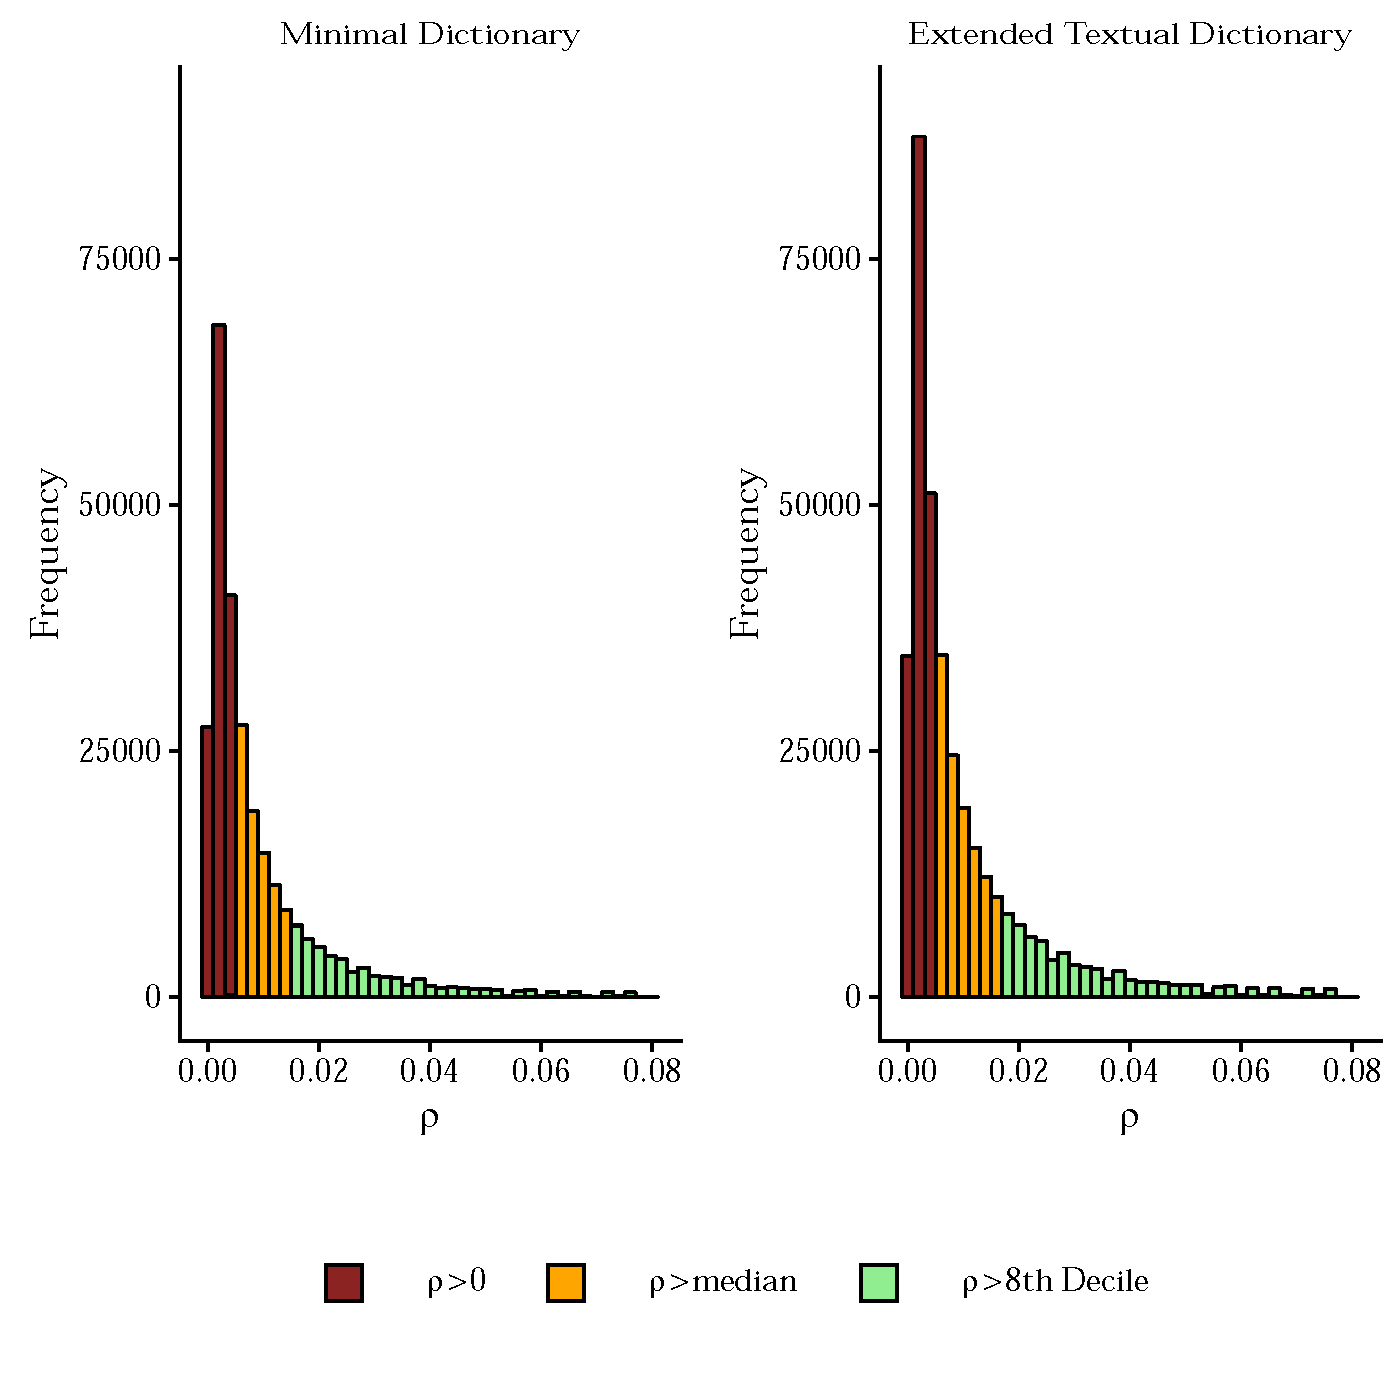 Minimal Dictionary
Extended Textual Dictionary
Frequency
75000
50000
25000
0
0.00 0.02 0.04 0.06 0.08
ρ
Frequency
75000
50000
25000
0
0.00 0.02 0.04 0.06 0.08
ρ
ρ>0 ρ>median ρ>8th Decile